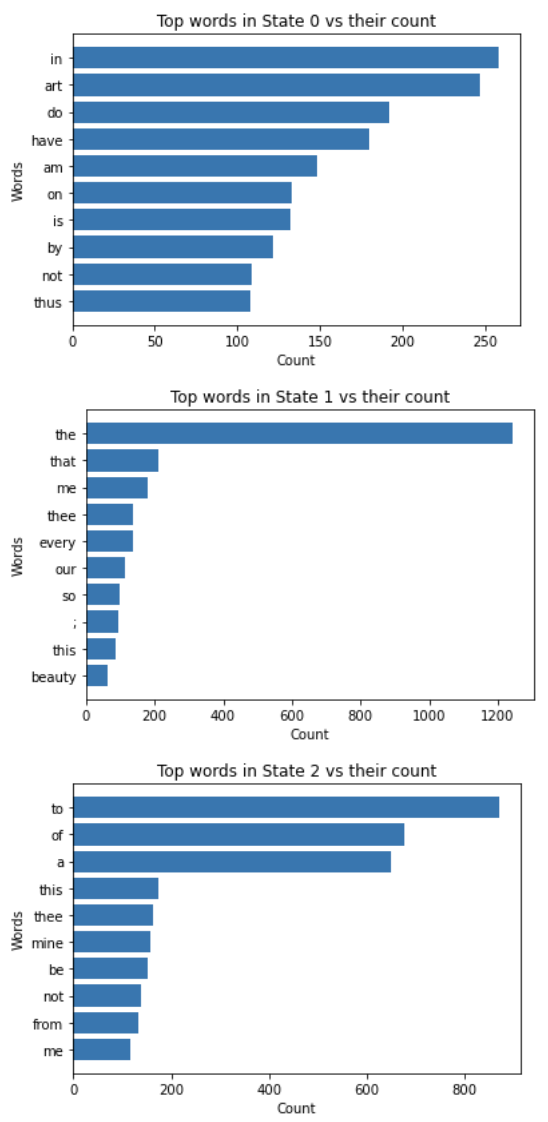 Top words in State 0 vs their count
in
art
do
have
am
on
is
by
not
thus
Words
0 50 100 150 200 250
Count
Top words in State 1 vs their count
the
that
me
thee
every
our
so
;
this
beauty
Words
0 200 400 600 800 1000 1200
Count
Top words in State 2 vs their count
to
of
a
this
thee
mine
be
not
from
me
Words
0 200 400 600 800
Count